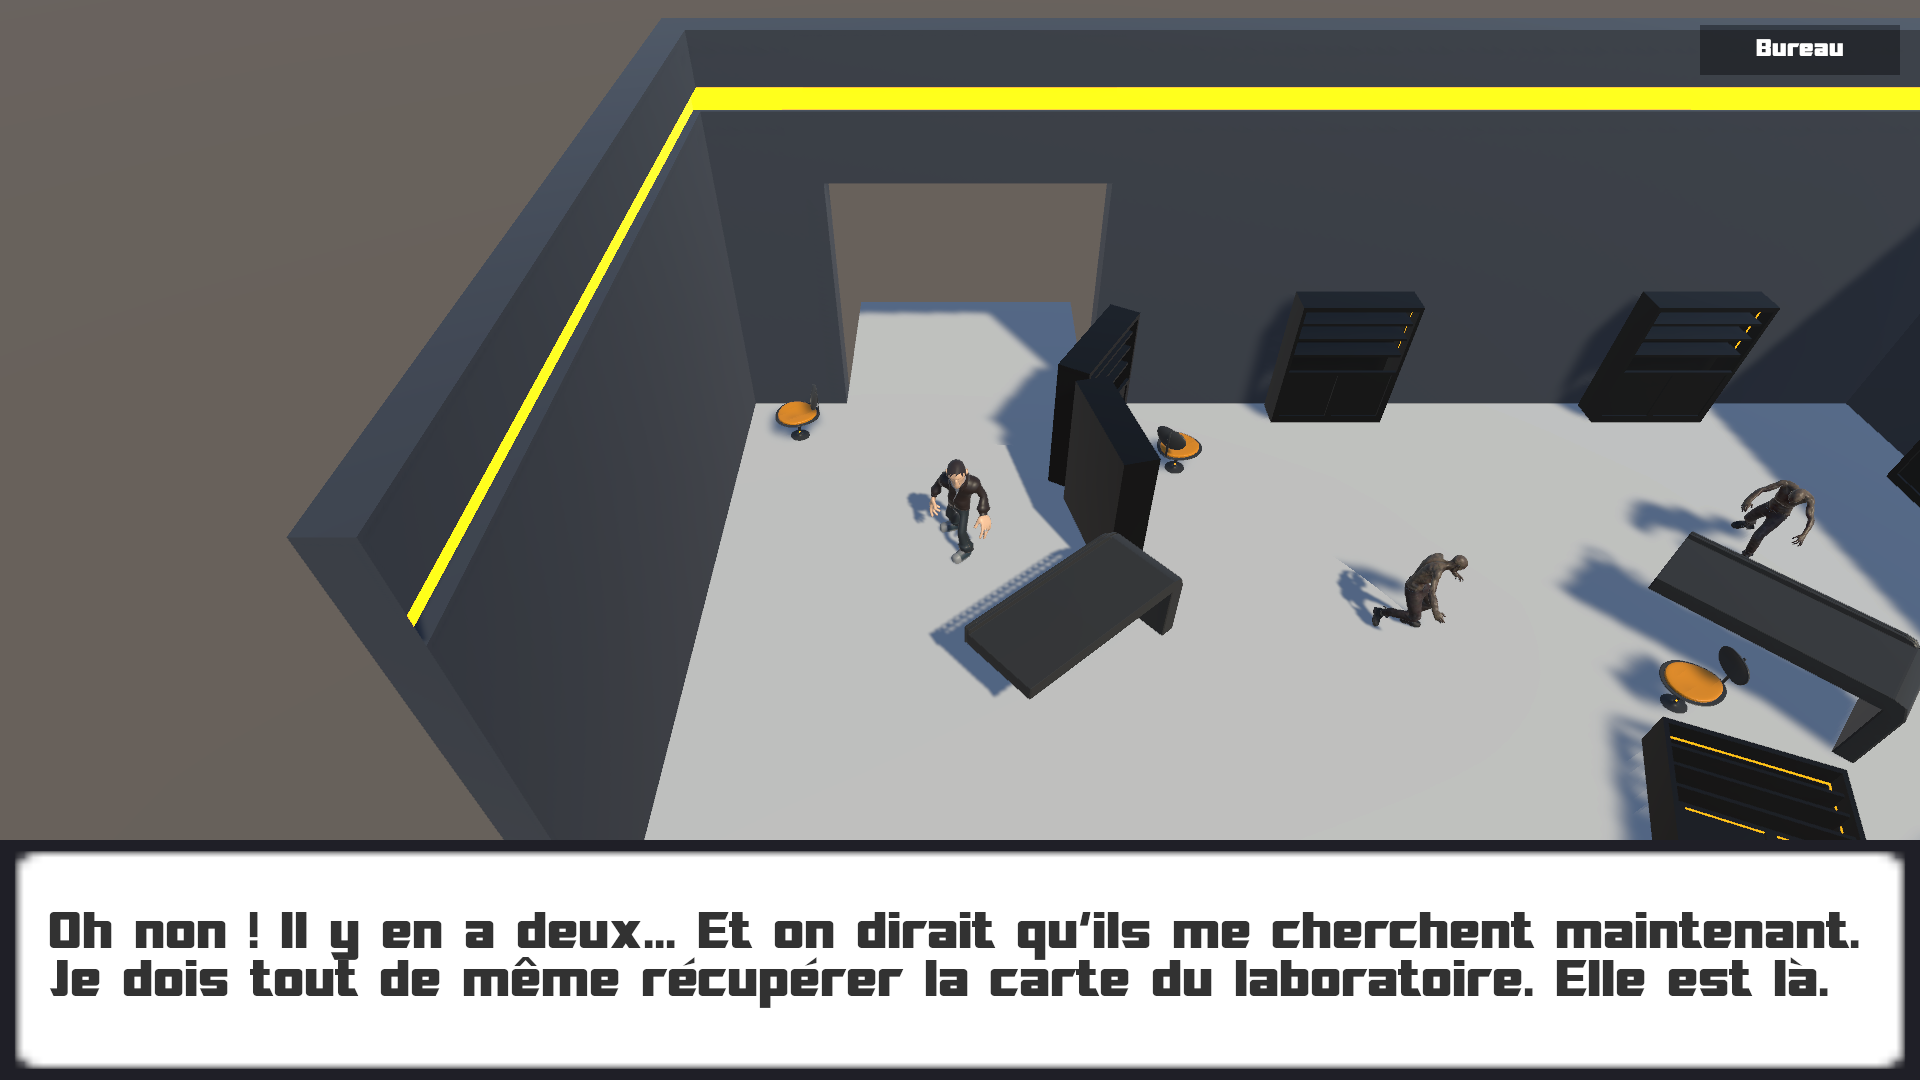 Bureau
Oh non ! Il y en a deux... Et on dirait qu'ils me cherchent maintenant.
Je dois tout de même récupérer la carte du laboratoire. Elle est là.